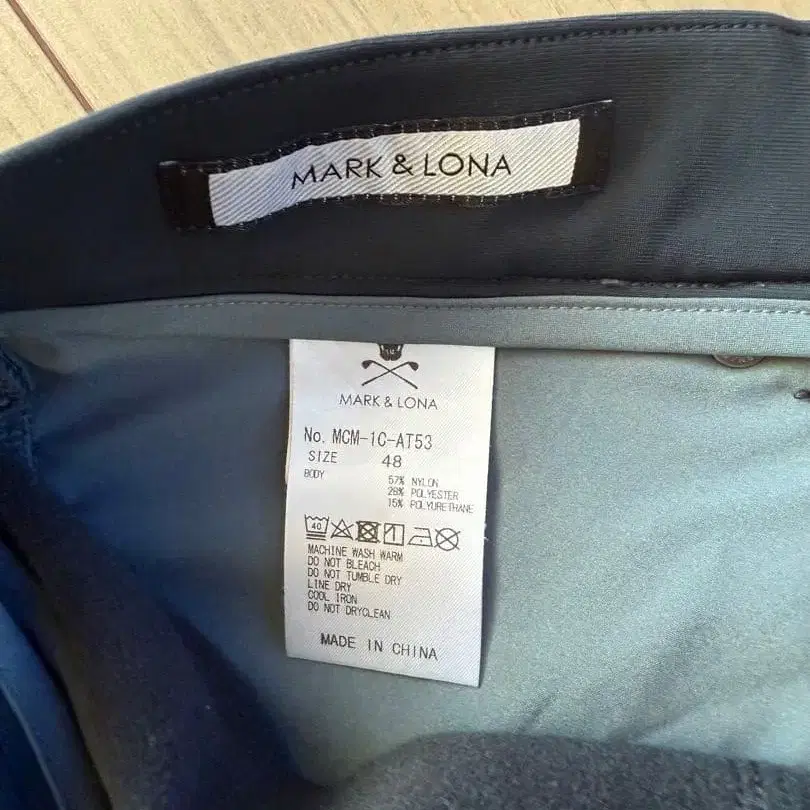 MARK & LONA
MARK & LONA
No. MCM-1C-AT53
SIZE 48
BODY 57% NYLON
28% POLYESTER
15% POLYURETHANE
40
MACHINE WASH WARM
DO NOT BLEACH
DO NOT TUMBLE DRY
LINE DRY
COOL IRON
DO NOT DRYCLEAN
MADE IN CHINA